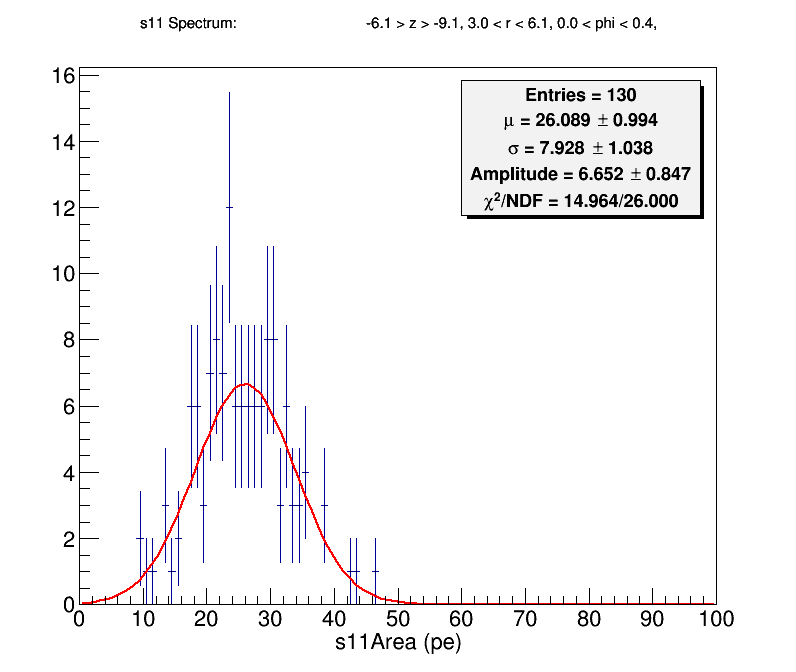 s11 Spectrum: -6.1 > z > -9.1, 3.0 < r < 6.1, 0.0 < phi < 0.4,
Entries = 130
μ = 26.089 ± 0.994
σ = 7.928 ± 1.038
Amplitude = 6.652 ± 0.847
χ²/NDF = 14.964/26.000
16
14
12
10
8
6
4
2
0
0 10 20 30 40 50 60 70 80 90 100
s11Area (pe)